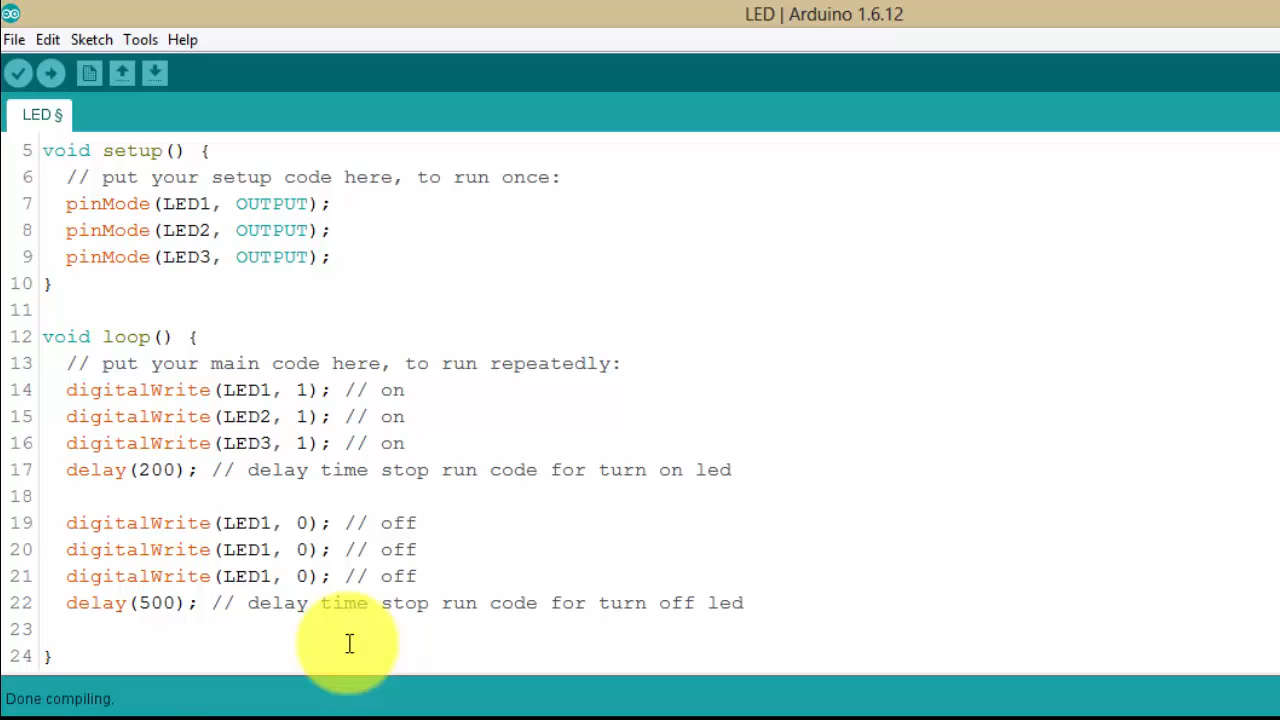 LED | Arduino 1.6.12
File Edit Sketch Tools Help
LED §
5 void setup() {
6 // put your setup code here, to run once:
7 pinMode(LED1, OUTPUT);
8 pinMode(LED2, OUTPUT);
9 pinMode(LED3, OUTPUT);
10 }
11
12 void loop() {
13 // put your main code here, to run repeatedly:
14 digitalWrite(LED1, 1); // on
15 digitalWrite(LED2, 1); // on
16 digitalWrite(LED3, 1); // on
17 delay(200); // delay time stop run code for turn on led
18
19 digitalWrite(LED1, 0); // off
20 digitalWrite(LED1, 0); // off
21 digitalWrite(LED1, 0); // off
22 delay(500); // delay time stop run code for turn off led
23
24 }
Done compiling.